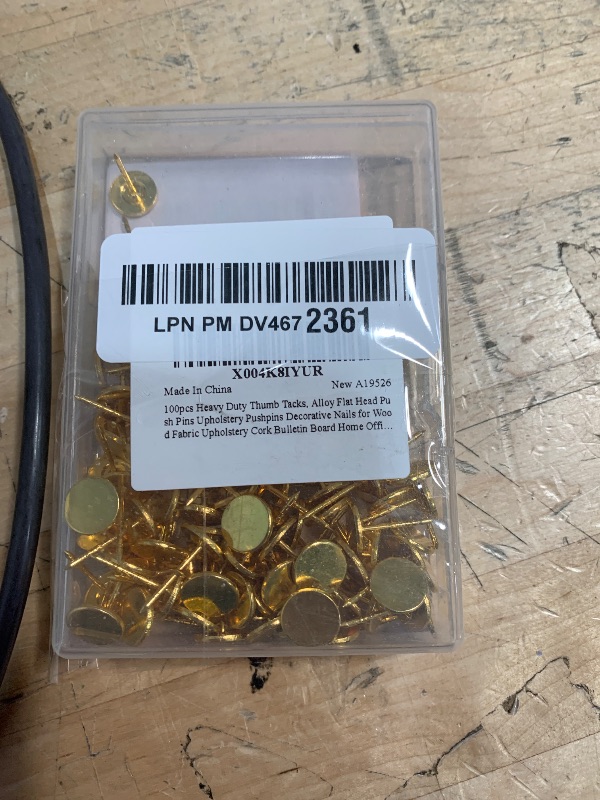 LPN PM DV467 2361
X004K8IYUR
Made In China New A19526
100pcs Heavy Duty Thumb Tacks, Alloy Flat Head Pu
sh Pins Upholstery Pushpins Decorative Nails for Woo
d Fabric Upholstery Cork Bulletin Board Home Offi...